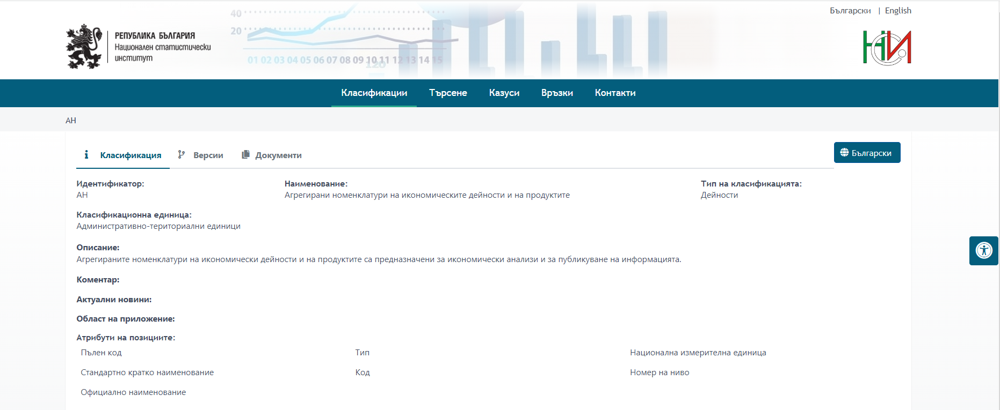 Български | English
40
20
01 02 03 04 05 06 07 08 09 10 11 12 13 14 15
120
РЕПУБЛИКА БЪЛГАРИЯ
Национален статистически
институт
НСИ
Класификации Търсене Казуси Връзки Контакти
АН
Класификация Версии Документи
Български
Идентификатор: Наименование: Тип на класификацията:
АН Агрегирани номенклатури на икономическите дейности и на продуктите Дейности
Класификационна единица:
Административно-териториални единици
Описание:
Агрегираните номенклатури на икономически дейности и на продуктите са предназначени за икономически анализи и за публикуване на информацията.
Коментар:
Актуални новини:
Област на приложение:
Атрибути на позициите:
Пълен код Тип Национална измерителна единица
Стандартно кратко наименование Код Номер на ниво
Официално наименование